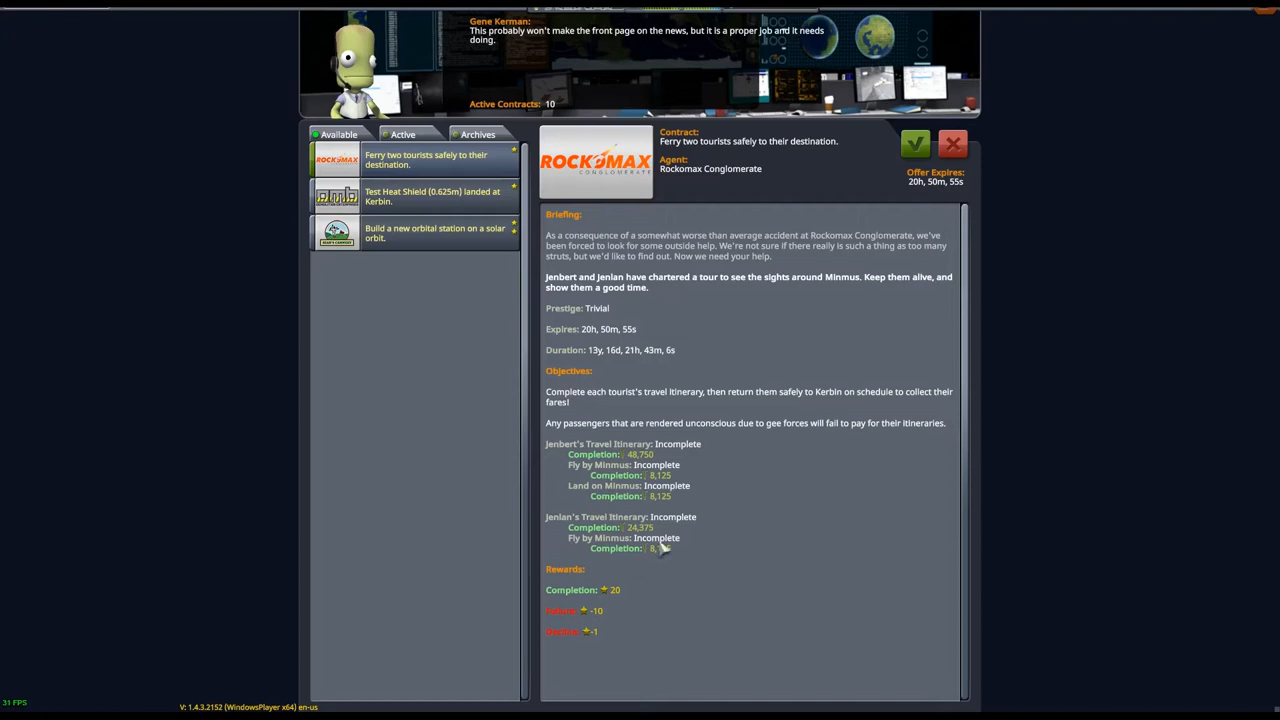 Gene Kerman:
This probably won't make the front page on the news, but it is a proper job and it needs
doing.
Active Contracts: 10
Available
Active
Archives
Ferry two tourists safely to their
destination.
Test Heat Shield (0.625m) landed at
Kerbin.
Build a new orbital station on a solar
orbit.
ROCKOMAX
CONGLOMERATE
Contract:
Ferry two tourists safely to their destination.
Agent:
Rockomax Conglomerate
Offer Expires:
20h, 50m, 55s
Briefing:
As a consequence of a somewhat worse than average accident at Rockomax Conglomerate, we've
been forced to look for some outside help. We're not sure if there really is such a thing as too many
struts, but we'd like to find out. Now we need your help.
Jenbert and Jenlan have chartered a tour to see the sights around Minmus. Keep them alive, and
show them a good time.
Prestige: Trivial
Expires: 20h, 50m, 55s
Duration: 13y, 16d, 21h, 43m, 6s
Objectives:
Complete each tourist's travel itinerary, then return them safely to Kerbin on schedule to collect their
fares!
Any passengers that are rendered unconscious due to gee forces will fail to pay for their itineraries.
Jenbert's Travel Itinerary: Incomplete
Completion: 48,750
Fly by Minmus: Incomplete
Completion: 8,125
Land on Minmus: Incomplete
Completion: 8,125
Jenlan's Travel Itinerary: Incomplete
Completion: 24,375
Fly by Minmus: Incomplete
Completion:
Rewards:
Completion: 20
-10
-1
31 FPS
V: 1.4.3.2152 (WindowsPlayer x64) en-us